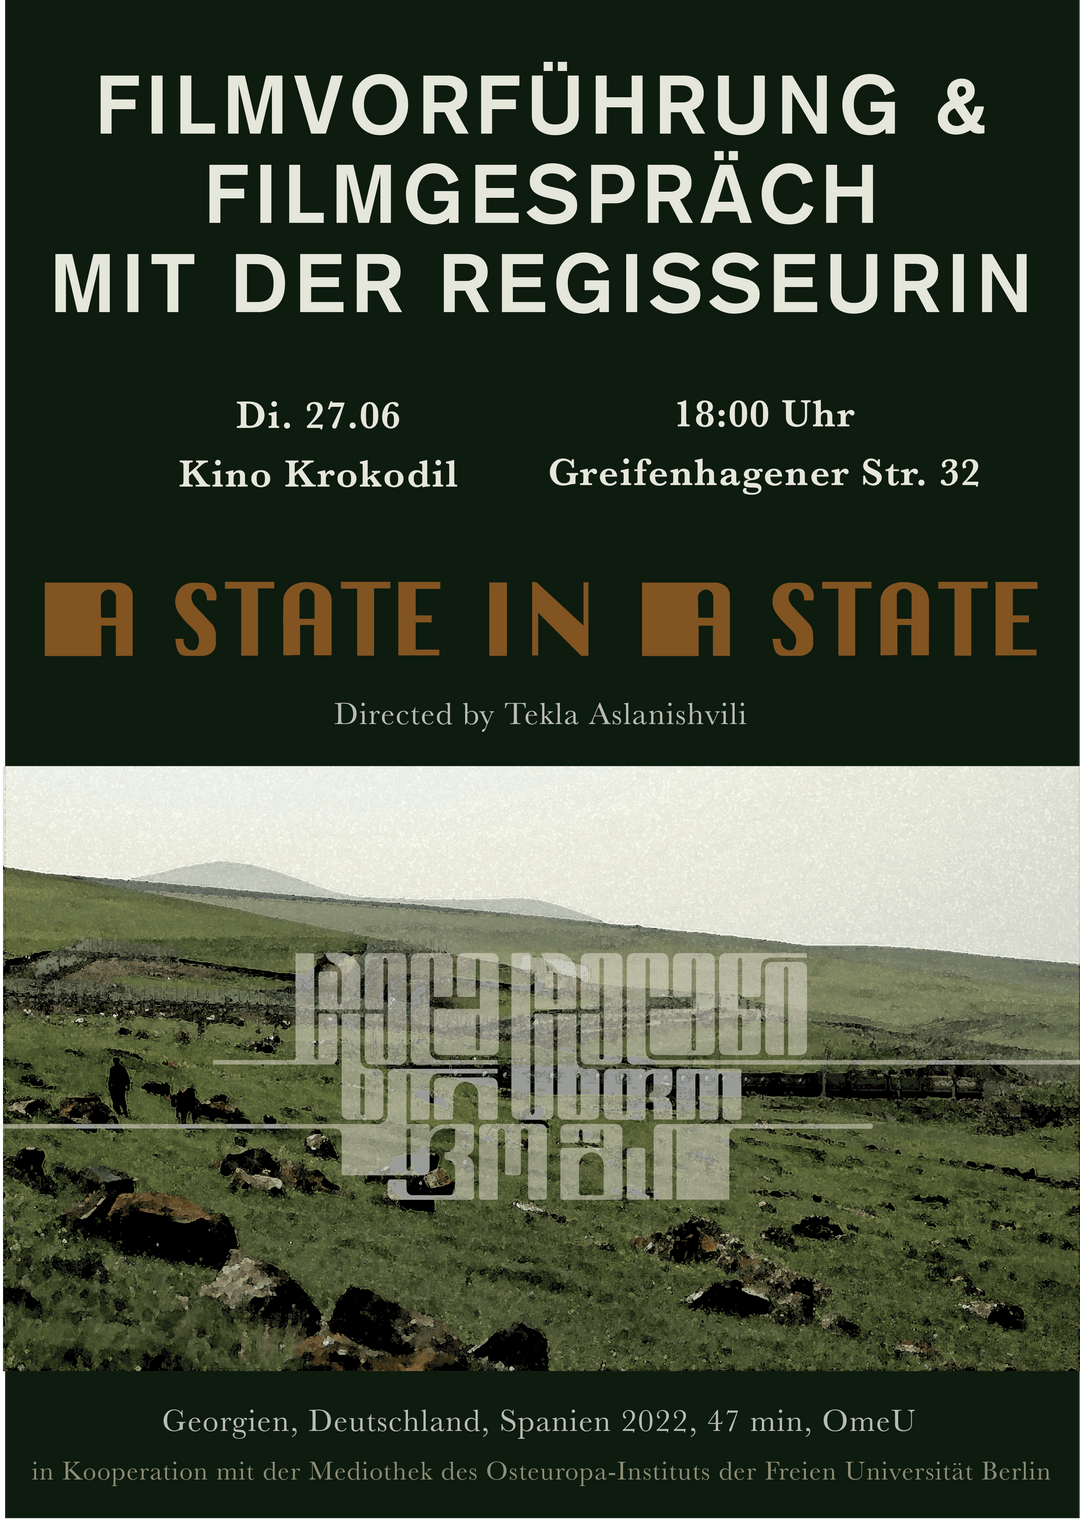 FILMVORFÜHRUNG &
FILMGESPRÄCH
MIT DER REGISSEURIN
Di. 27.06
18:00 Uhr
Kino Krokodil
Greifenhagener Str. 32
A STATE IN A STATE
Directed by Tekla Aslanishvili
Georgien, Deutschland, Spanien 2022, 47 min, OmeU
in Kooperation mit der Mediothek des Osteuropa-Instituts der Freien Universität Berlin